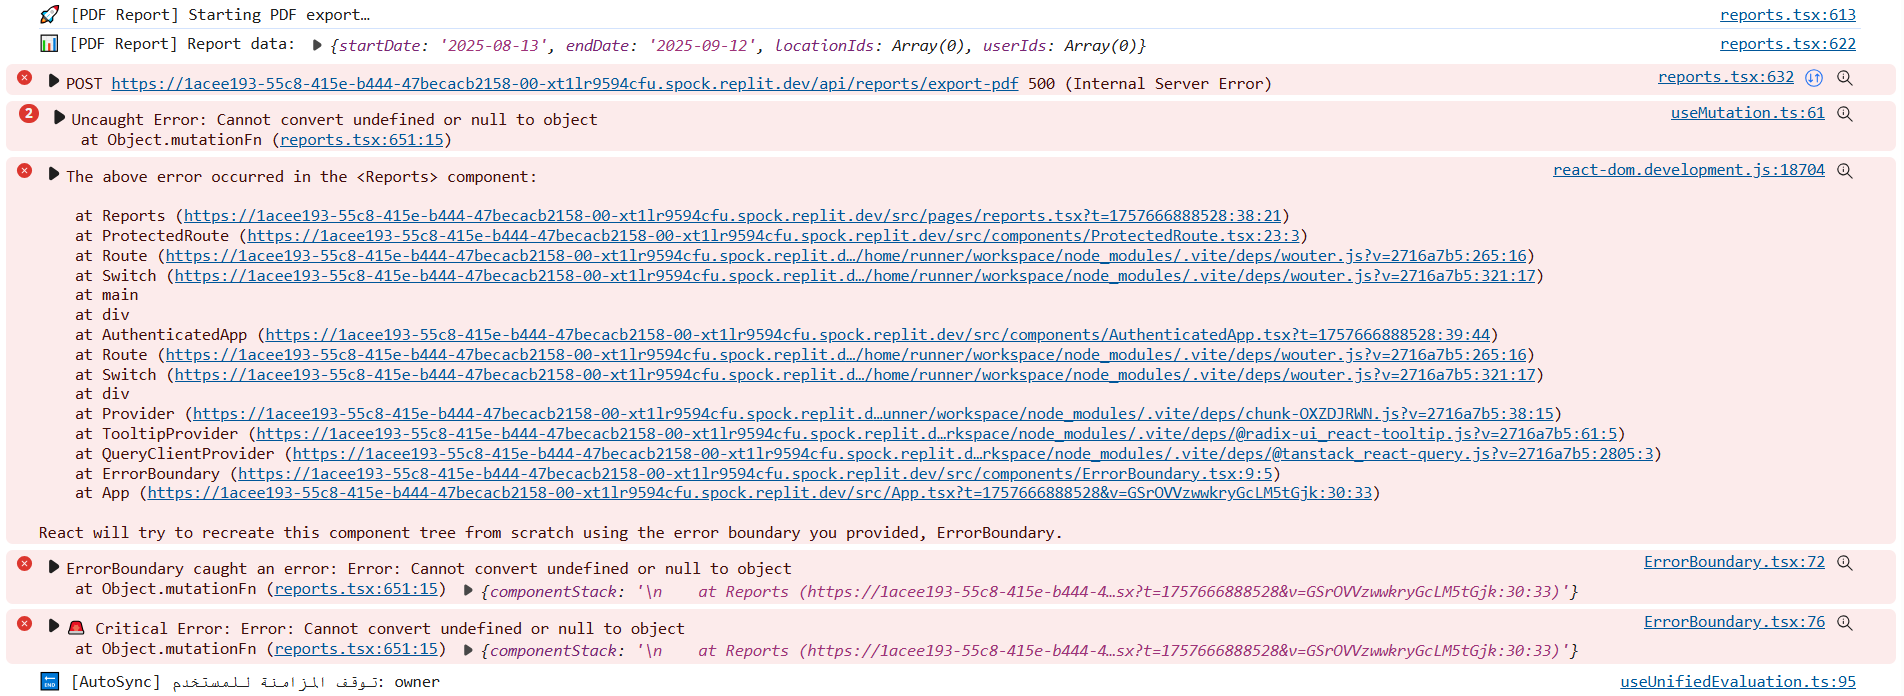 🚀 [PDF Report] Starting PDF export… reports.tsx:613
📊 [PDF Report] Report data: ▶ {startDate: '2025-08-13', endDate: '2025-09-12', locationIds: Array(0), userIds: Array(0)} reports.tsx:622
▶ POST https://1acee193-55c8-415e-b444-47becacb2158-00-xt1lr9594cfu.spock.replit.dev/api/reports/export-pdf 500 (Internal Server Error) reports.tsx:632
2 ▶ Uncaught Error: Cannot convert undefined or null to object useMutation.ts:61
at Object.mutationFn (reports.tsx:651:15)
▶ The above error occurred in the <Reports> component: react-dom.development.js:18704
at Reports (https://1acee193-55c8-415e-b444-47becacb2158-00-xt1lr9594cfu.spock.replit.dev/src/pages/reports.tsx?t=1757666888528:38:21)
at ProtectedRoute (https://1acee193-55c8-415e-b444-47becacb2158-00-xt1lr9594cfu.spock.replit.dev/src/components/ProtectedRoute.tsx:23:3)
at Route (https://1acee193-55c8-415e-b444-47becacb2158-00-xt1lr9594cfu.spock.replit.d…/home/runner/workspace/node_modules/.vite/deps/wouter.js?v=2716a7b5:265:16)
at Switch (https://1acee193-55c8-415e-b444-47becacb2158-00-xt1lr9594cfu.spock.replit.d…/home/runner/workspace/node_modules/.vite/deps/wouter.js?v=2716a7b5:321:17)
at main
at div
at AuthenticatedApp (https://1acee193-55c8-415e-b444-47becacb2158-00-xt1lr9594cfu.spock.replit.dev/src/components/AuthenticatedApp.tsx?t=1757666888528:39:44)
at Route (https://1acee193-55c8-415e-b444-47becacb2158-00-xt1lr9594cfu.spock.replit.d…/home/runner/workspace/node_modules/.vite/deps/wouter.js?v=2716a7b5:265:16)
at Switch (https://1acee193-55c8-415e-b444-47becacb2158-00-xt1lr9594cfu.spock.replit.d…/home/runner/workspace/node_modules/.vite/deps/wouter.js?v=2716a7b5:321:17)
at div
at Provider (https://1acee193-55c8-415e-b444-47becacb2158-00-xt1lr9594cfu.spock.replit.d…unner/workspace/node_modules/.vite/deps/chunk-OXZDJRWN.js?v=2716a7b5:38:15)
at TooltipProvider (https://1acee193-55c8-415e-b444-47becacb2158-00-xt1lr9594cfu.spock.replit.d…rkspace/node_modules/.vite/deps/@radix-ui_react-tooltip.js?v=2716a7b5:61:5)
at QueryClientProvider (https://1acee193-55c8-415e-b444-47becacb2158-00-xt1lr9594cfu.spock.replit.d…rkspace/node_modules/.vite/deps/@tanstack_react-query.js?v=2716a7b5:2805:3)
at ErrorBoundary (https://1acee193-55c8-415e-b444-47becacb2158-00-xt1lr9594cfu.spock.replit.dev/src/components/ErrorBoundary.tsx:9:5)
at App (https://1acee193-55c8-415e-b444-47becacb2158-00-xt1lr9594cfu.spock.replit.dev/src/App.tsx?t=1757666888528&v=GSrOVVzwwkryGcLM5tGjk:30:33)
React will try to recreate this component tree from scratch using the error boundary you provided, ErrorBoundary.
▶ ErrorBoundary caught an error: Error: Cannot convert undefined or null to object ErrorBoundary.tsx:72
at Object.mutationFn (reports.tsx:651:15) ▶ {componentStack: '\n    at Reports (https://1acee193-55c8-415e-b444-4…sx?t=1757666888528&v=GSrOVVzwwkryGcLM5tGjk:30:33)'}
▶ 🚨 Critical Error: Error: Cannot convert undefined or null to object ErrorBoundary.tsx:76
at Object.mutationFn (reports.tsx:651:15) ▶ {componentStack: '\n    at Reports (https://1acee193-55c8-415e-b444-4…sx?t=1757666888528&v=GSrOVVzwwkryGcLM5tGjk:30:33)'}
🔚 [AutoSync] توقف المزامنة للمستخدم: owner useUnifiedEvaluation.ts:95